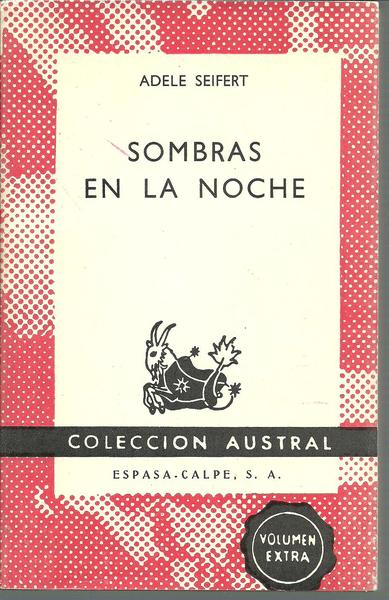 ADELE SEIFERT
SOMBRAS
EN LA NOCHE
COLECCION AUSTRAL
ESPASA-CALPE, S. A.
VOLUMEN
EXTRA